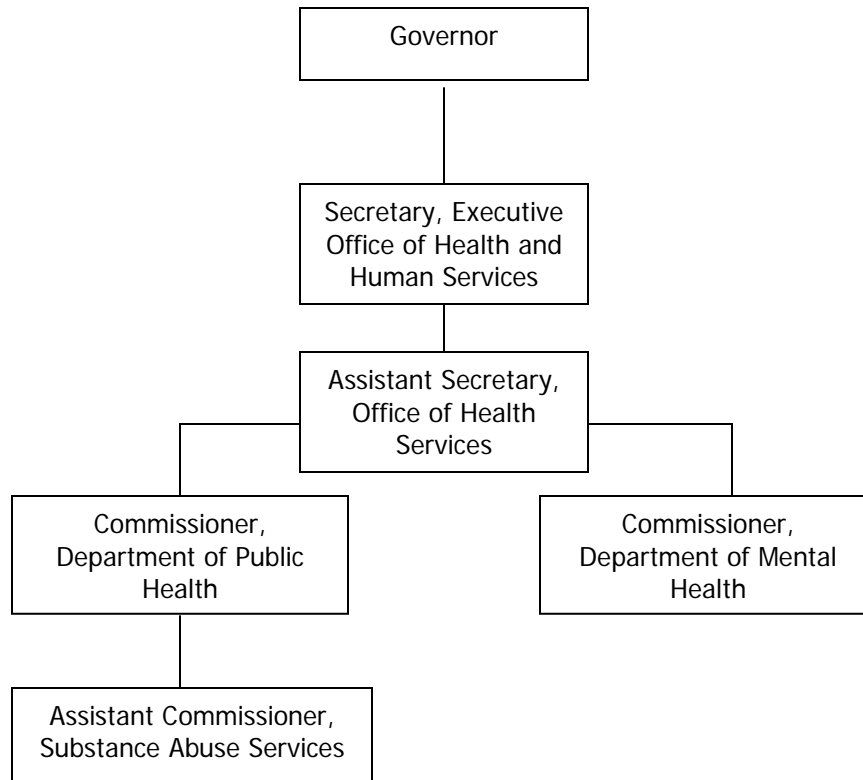 Governor
Secretary, Executive
Office of Health and
Human Services
Assistant Secretary,
Office of Health
Services
Commissioner,
Department of Public
Health
Commissioner,
Department of Mental
Health
Assistant Commissioner,
Substance Abuse Services